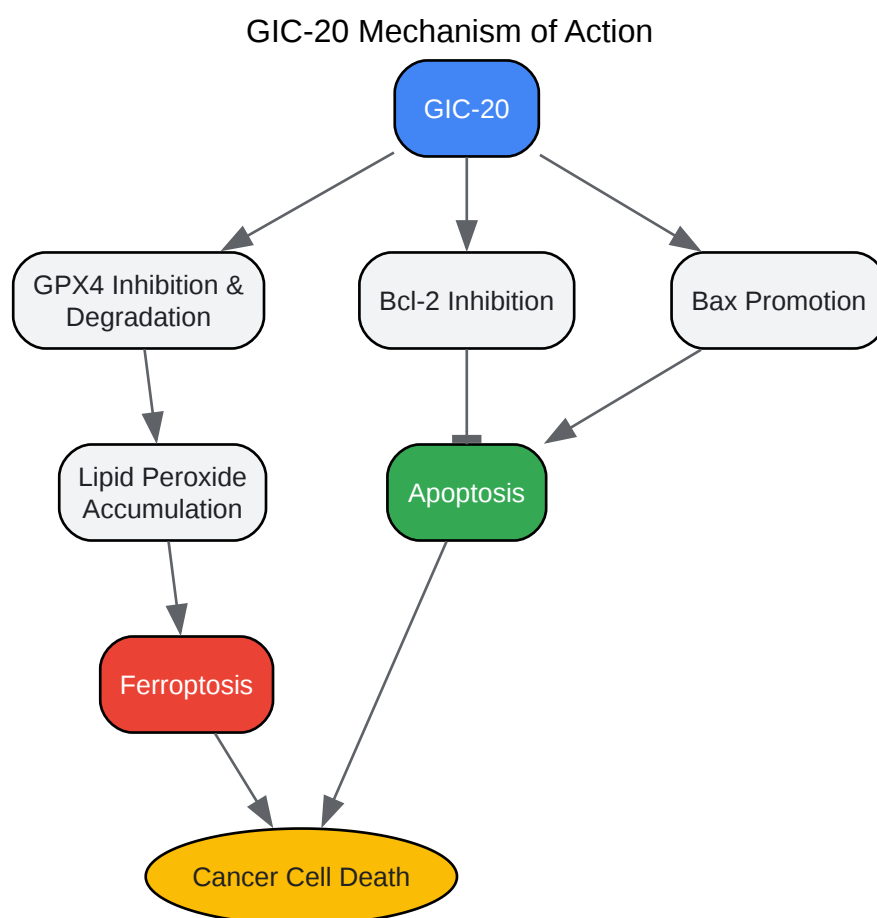 GIC-20 Mechanism of Action
GIC-20
GPX4 Inhibition &
Degradation
Bcl-2 Inhibition
Bax Promotion
Lipid Peroxide
Accumulation
Apoptosis
Ferroptosis
Cancer Cell Death